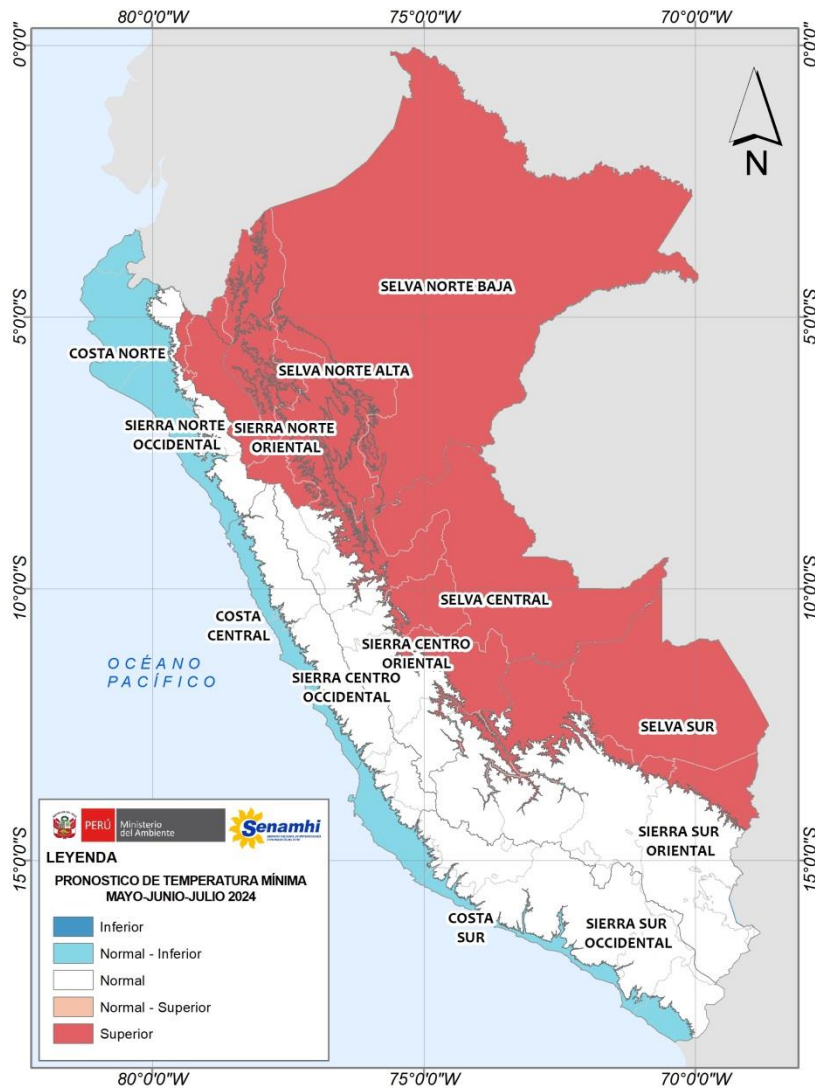 80°0'0"W
75°0'0"W
70°0'0"W
0°0'0"
0°0'0"
N
SELVA NORTE BAJA
5°0'0"S
5°0'0"S
COSTA NORTE
SELVA NORTE ALTA
SIERRA NORTE
OCCIDENTAL
SIERRA NORTE
ORIENTAL
10°0'0"S
10°0'0"S
SELVA CENTRAL
COSTA
CENTRAL
SIERRA CENTRO
ORIENTAL
OCÉANO
PACÍFICO
SIERRA CENTRO
OCCIDENTAL
SELVA SUR
SIERRA SUR
ORIENTAL
15°0'0"S
15°0'0"S
COSTA
SUR
SIERRA SUR
OCCIDENTAL
PERÚ
Ministerio
del Ambiente
Senamhi
LEYENDA
PRONOSTICO DE TEMPERATURA MÍNIMA
MAYO-JUNIO-JULIO 2024
Inferior
Normal - Inferior
Normal
Normal - Superior
Superior
80°0'0"W
75°0'0"W
70°0'0"W